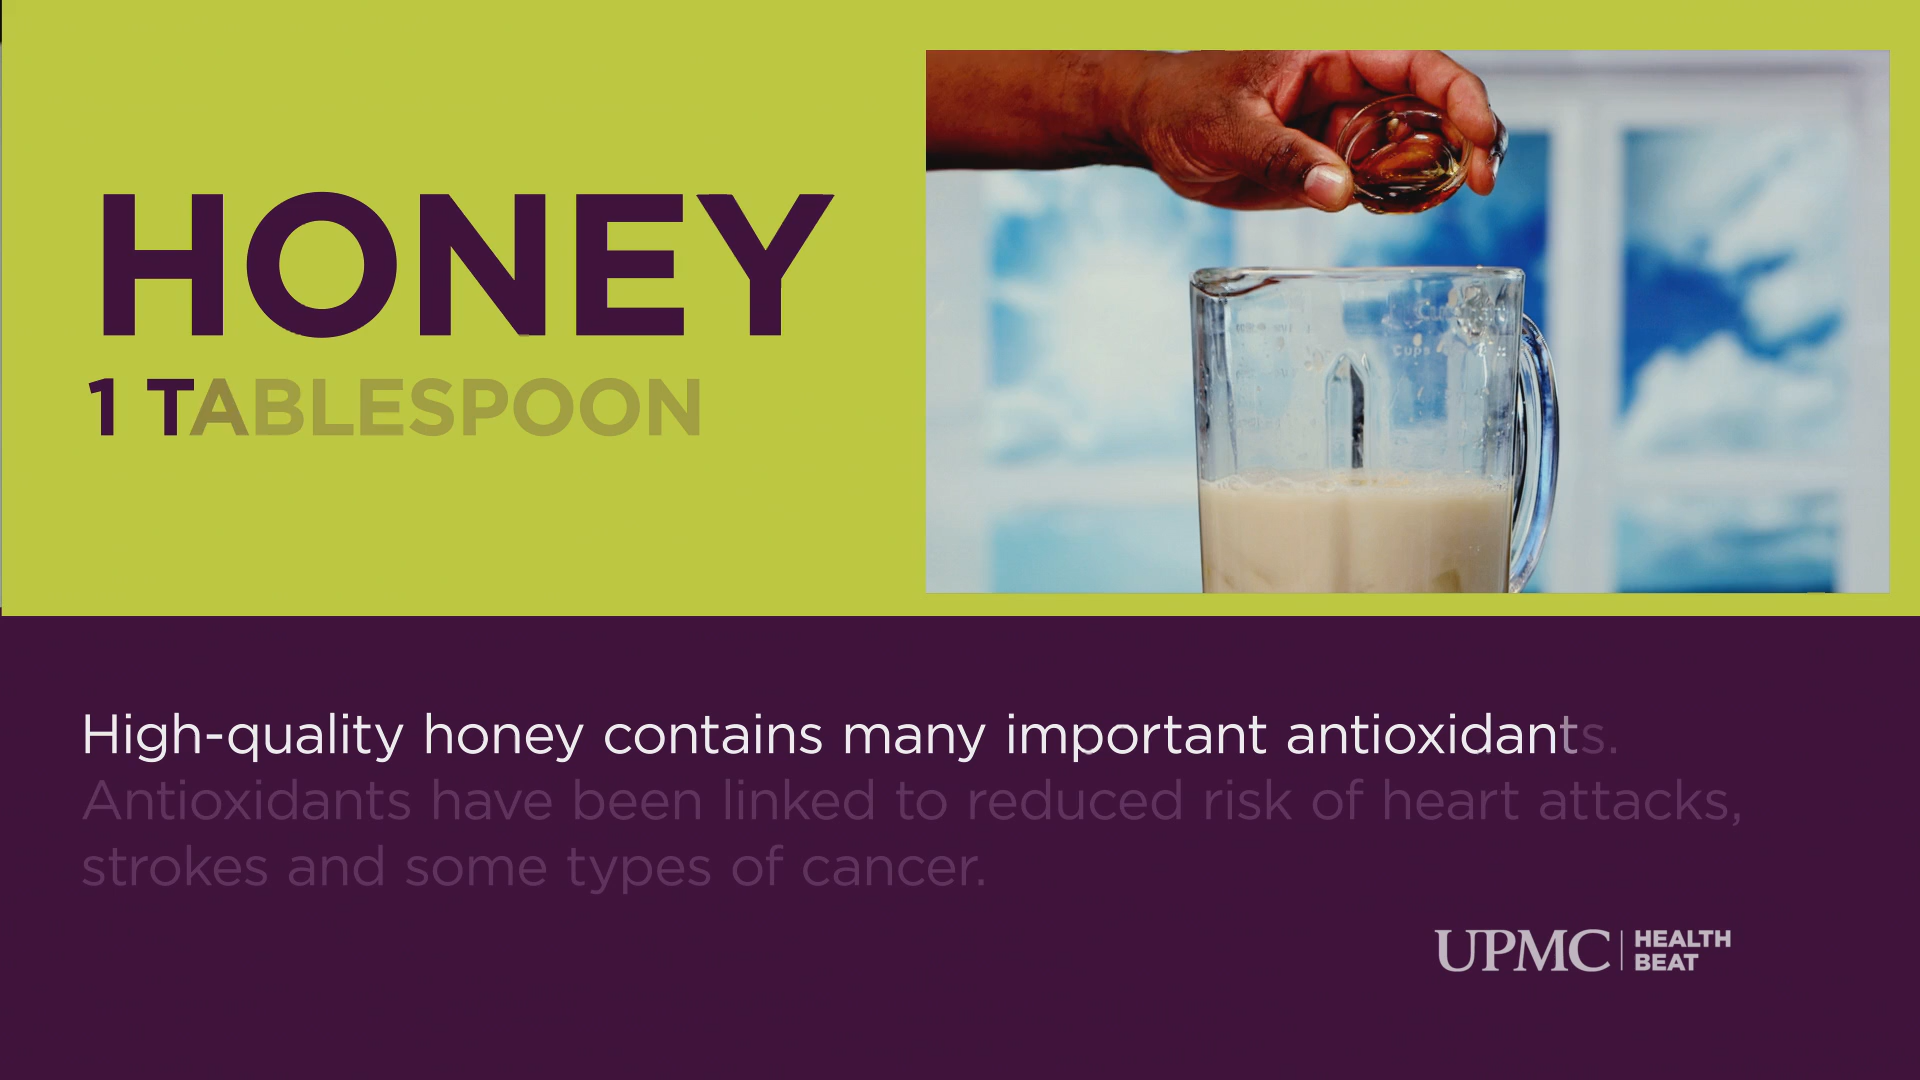 HONEY
1 TABLESPOON
Cups
High-quality honey contains many important antioxidants.
Antioxidants have been linked to reduced risk of heart attacks,
strokes and some types of cancer.
UPMC | HEALTH
BEAT